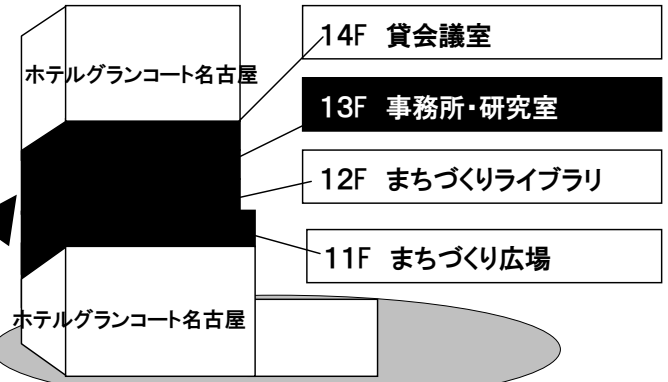 14F 貸会議室
ホテルグランコート名古屋
13F 事務所・研究室
12F まちづくりライブラリ
11F まちづくり広場
ホテルグランコート名古屋